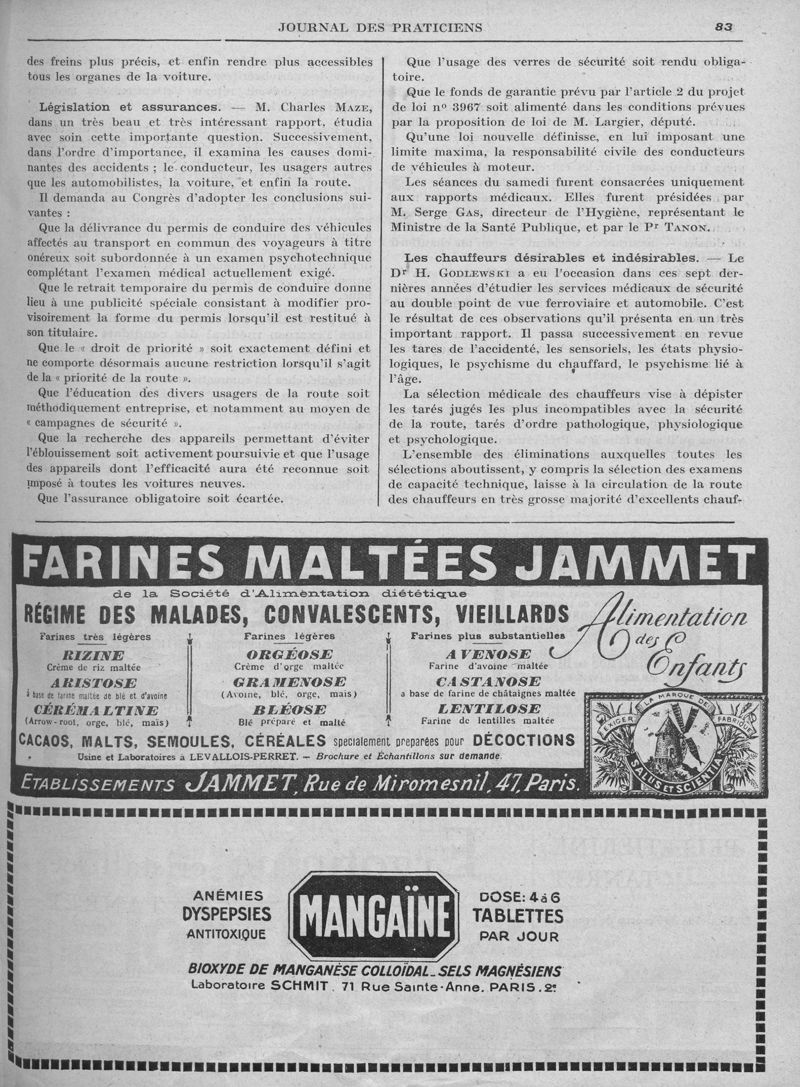 JOURNAL DES PRATICIENS 83
des freins plus précis, et enfin rendre plus accessibles
tous les organes de la voiture.
Législation et assurances. — M. Charles MAZE,
dans un très beau et très intéressant rapport, étudia
avec soin cette importante question. Successivement,
dans l'ordre d'importance, il examina les causes domi-
nantes des accidents ; le conducteur, les usagers autres
que les automobilistes, la voiture, et enfin la route.
Il demanda au Congrès d'adopter les conclusions sui-
vantes :
Que la délivrance du permis de conduire des véhicules
affectés au transport en commun des voyageurs à titre
onéreux soit subordonnée à un examen psychotechnique
complétant l'examen médical actuellement exigé.
Que le retrait temporaire du permis de conduire donne
lieu à une publicité spéciale consistant à modifier pro-
visoirement la forme du permis lorsqu'il est restitué à
son titulaire.
Que le « droit de priorité » soit exactement défini et
ne comporte désormais aucune restriction lorsqu'il s'agit
de la « priorité de la route ».
Que l'éducation des divers usagers de la route soit
méthodiquement entreprise, et notamment au moyen de
« campagnes de sécurité ».
Que la recherche des appareils permettant d'éviter
l'éblouissement soit activement poursuivie et que l'usage
des appareils dont l'efficacité aura été reconnue soit
imposé à toutes les voitures neuves.
Que l'assurance obligatoire soit écartée.
Que l'usage des verres de sécurité soit rendu obliga-
toire.
Que le fonds de garantie prévu par l'article 2 du projet
de loi nº 3967 soit alimenté dans les conditions prévues
par la proposition de loi de M. Largier, député.
Qu'une loi nouvelle définisse, en lui imposant une
limite maxima, la responsabilité civile des conducteurs
de véhicules à moteur.
Les séances du samedi furent consacrées uniquement
aux rapports médicaux. Elles furent présidées par
M. Serge GAS, directeur de l'Hygiène, représentant le
Ministre de la Santé Publique, et par le Pr TANON.
Les chauffeurs désirables et indésirables. — Le
Dr H. GODLEWSKI a eu l'occasion dans ces sept der-
nières années d'étudier les services médicaux de sécurité
au double point de vue ferroviaire et automobile. C'est
le résultat de ces observations qu'il présenta en un très
important rapport. Il passa successivement en revue
les tares de l'accidenté, les sensoriels, les états physio-
logiques, le psychisme du chauffard, le psychisme lié à
l'âge.
La sélection médicale des chauffeurs vise à dépister
les tarés jugés les plus incompatibles avec la sécurité
de la route, tarés d'ordre pathologique, physiologique
et psychologique.
L'ensemble des éliminations auxquelles toutes les
sélections aboutissent, y compris la sélection des examens
de capacité technique, laisse à la circulation de la route
des chauffeurs en très grosse majorité d'excellents chauf-
FARINES MALTÉES JAMMET
de la Société d'Alimentation diététique
RÉGIME DES MALADES, CONVALESCENTS, VIEILLARDS
Alimentation
des
Enfants
Farines très légères
RIZINE
Crème de riz maltée
ARISTOSE
à base de farine maltée de blé et d'avoine
CÉRÉMALTINE
(Arrow-root, orge, blé, maïs)
Farines légères
ORGÉOSE
Crème d'orge maltée
GRAMENOSE
(Avoine, blé, orge, maïs)
BLÉOSE
Blé préparé et malté
Farines plus substantielles
AVENOSE
Farine d'avoine maltée
CASTANOSE
a base de farine de châtaignes maltée
LENTILOSE
Farine de lentilles maltée
CACAOS, MALTS, SEMOULES, CÉRÉALES specialement preparées pour DÉCOCTIONS
Usine et Laboratoires a LEVALLOIS-PERRET. — Brochure et Échantillons sur demande.
ÉTABLISSEMENTS JAMMET, Rue de Miromesnil, 47, Paris.
EXIGER LA MARQUE DE FABRIQUE
SALUS ET SCIENTIA
ANÉMIES
DYSPEPSIES
ANTITOXIQUE
MANGAÏNE
DOSE: 4 à 6
TABLETTES
PAR JOUR
BIOXYDE DE MANGANÈSE COLLOÏDAL_SELS MAGNÉSIENS
Laboratoire SCHMIT. 71 Rue Sainte-Anne. PARIS. 2e